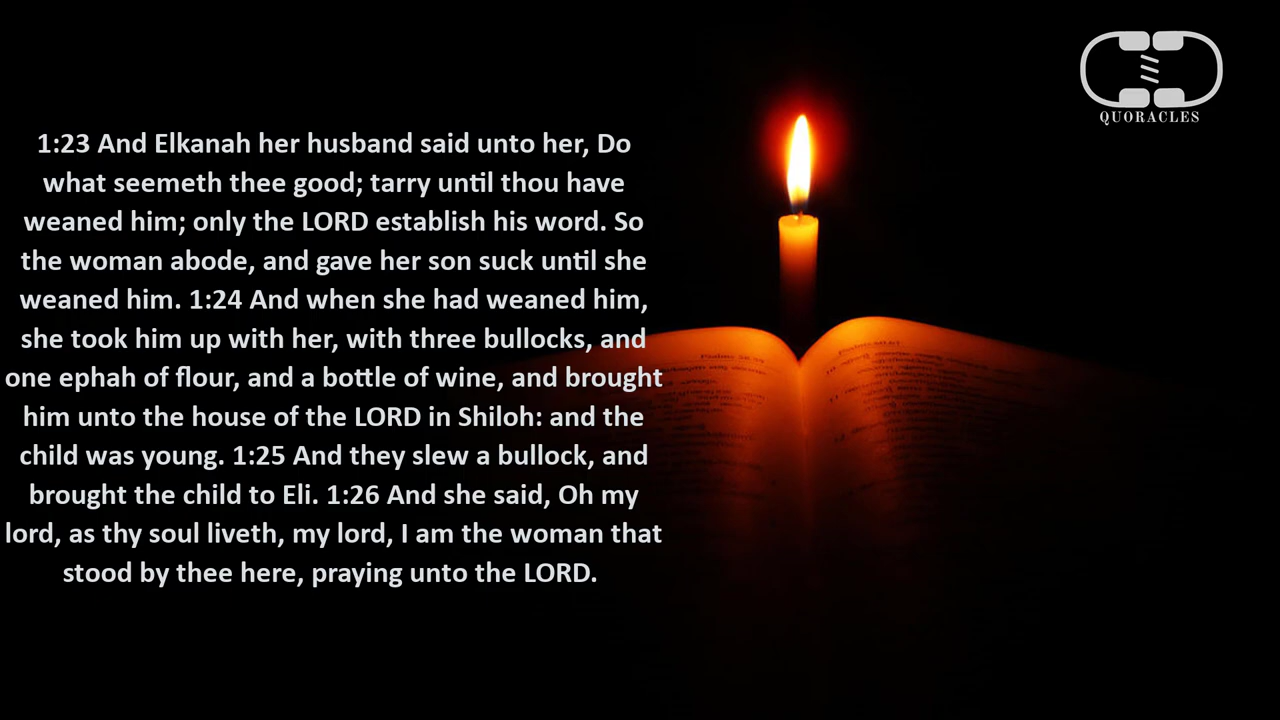 1:23 And Elkanah her husband said unto her, Do
what seemeth thee good; tarry until thou have
weaned him; only the LORD establish his word. So
the woman abode, and gave her son suck until she
weaned him. 1:24 And when she had weaned him,
she took him up with her, with three bullocks, and
one ephah of flour, and a bottle of wine, and brought
him unto the house of the LORD in Shiloh: and the
child was young. 1:25 And they slew a bullock, and
brought the child to Eli. 1:26 And she said, Oh my
lord, as thy soul liveth, my lord, I am the woman that
stood by thee here, praying unto the LORD.
QUORACLES